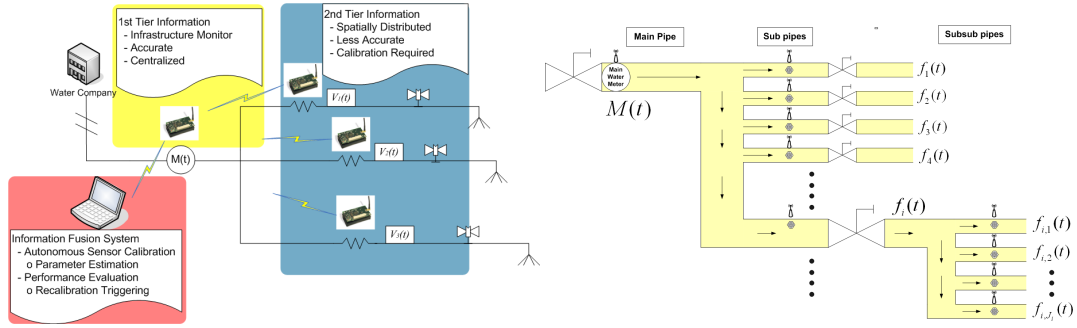 1st Tier Information
- Infrastructure Monitor
- Accurate
- Centralized
Water Company
2nd Tier Information
- Spatially Distributed
- Less Accurate
- Calibration Required
V₁(t)
V₂(t)
V₃(t)
M(t)
Information Fusion System
- Autonomous Sensor Calibration
o Parameter Estimation
- Performance Evaluation
o Recalibration Triggering
Main Pipe
Sub pipes
"
Subsub pipes
Main
Water
Meter
M(t)
f₁(t)
f₂(t)
f₃(t)
f₄(t)
fᵢ(t)
fᵢ,₁(t)
fᵢ,₂(t)
fᵢ,Jᵢ(t)